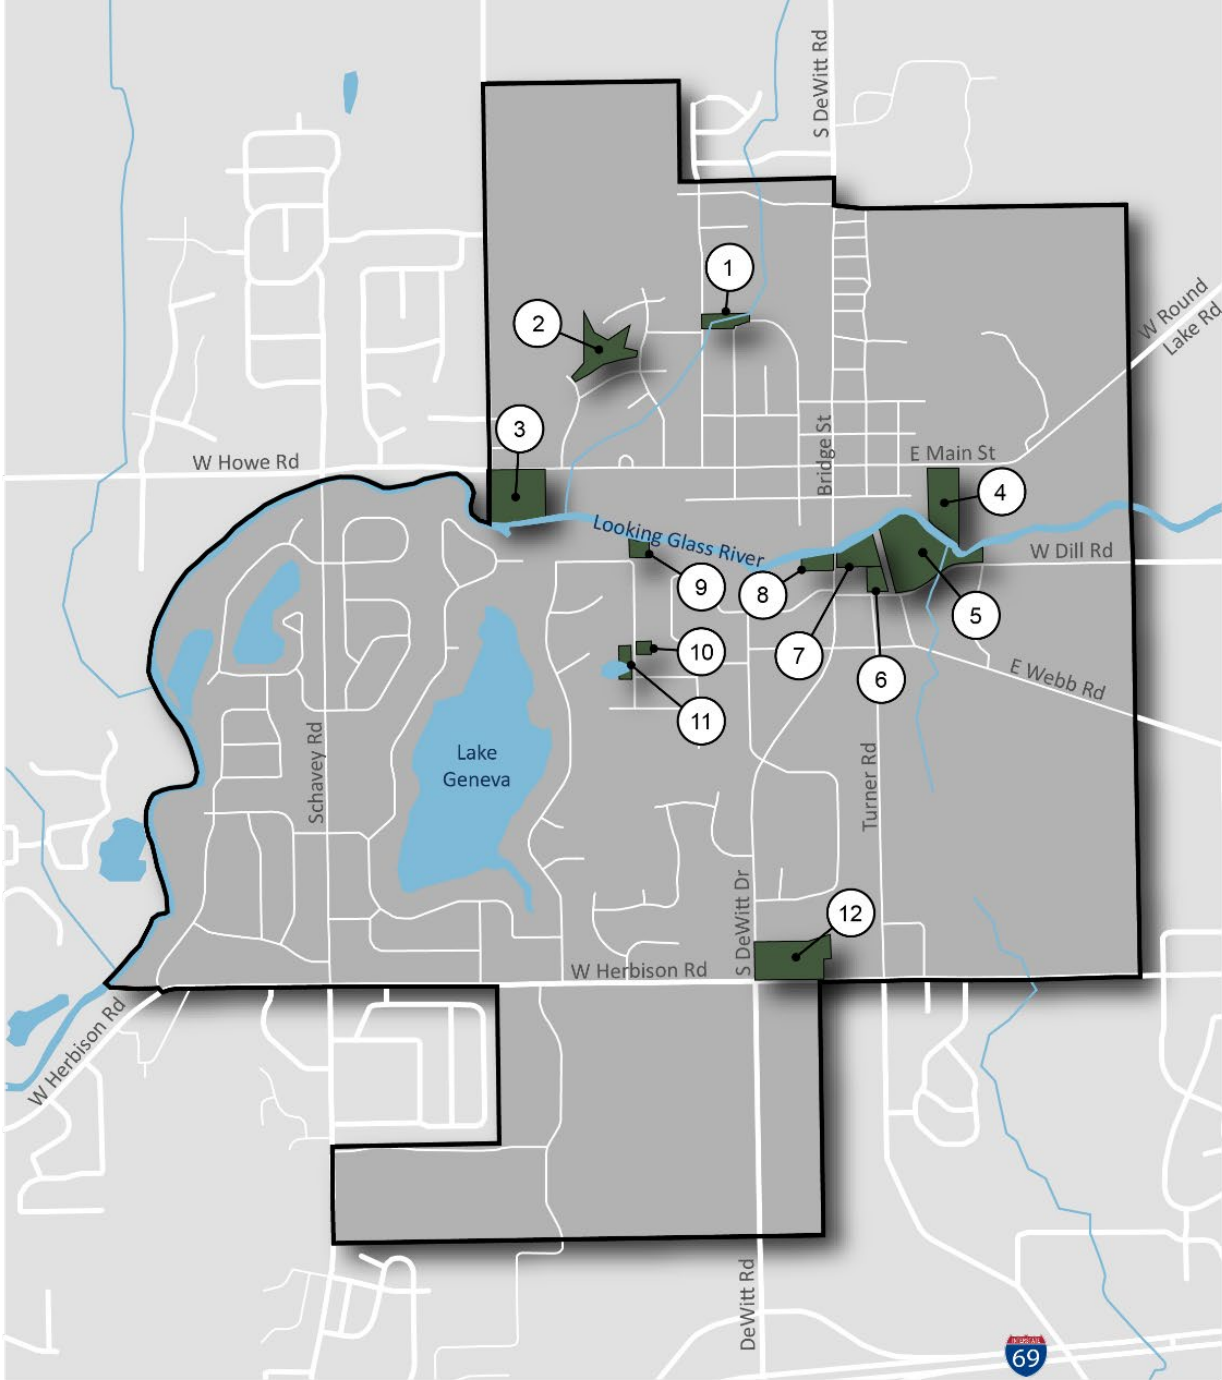 S DeWitt Rd
1
W Round
Lake Rd
2
3
Bridge St
E Main St
W Howe Rd
4
Looking Glass River
W Dill Rd
9
8
5
10
7
6
E Webb Rd
11
Lake
Geneva
Schavey Rd
Turner Rd
S DeWitt Dr
12
W Herbison Rd
W Herbison Rd
DeWitt Rd
INTERSTATE
69